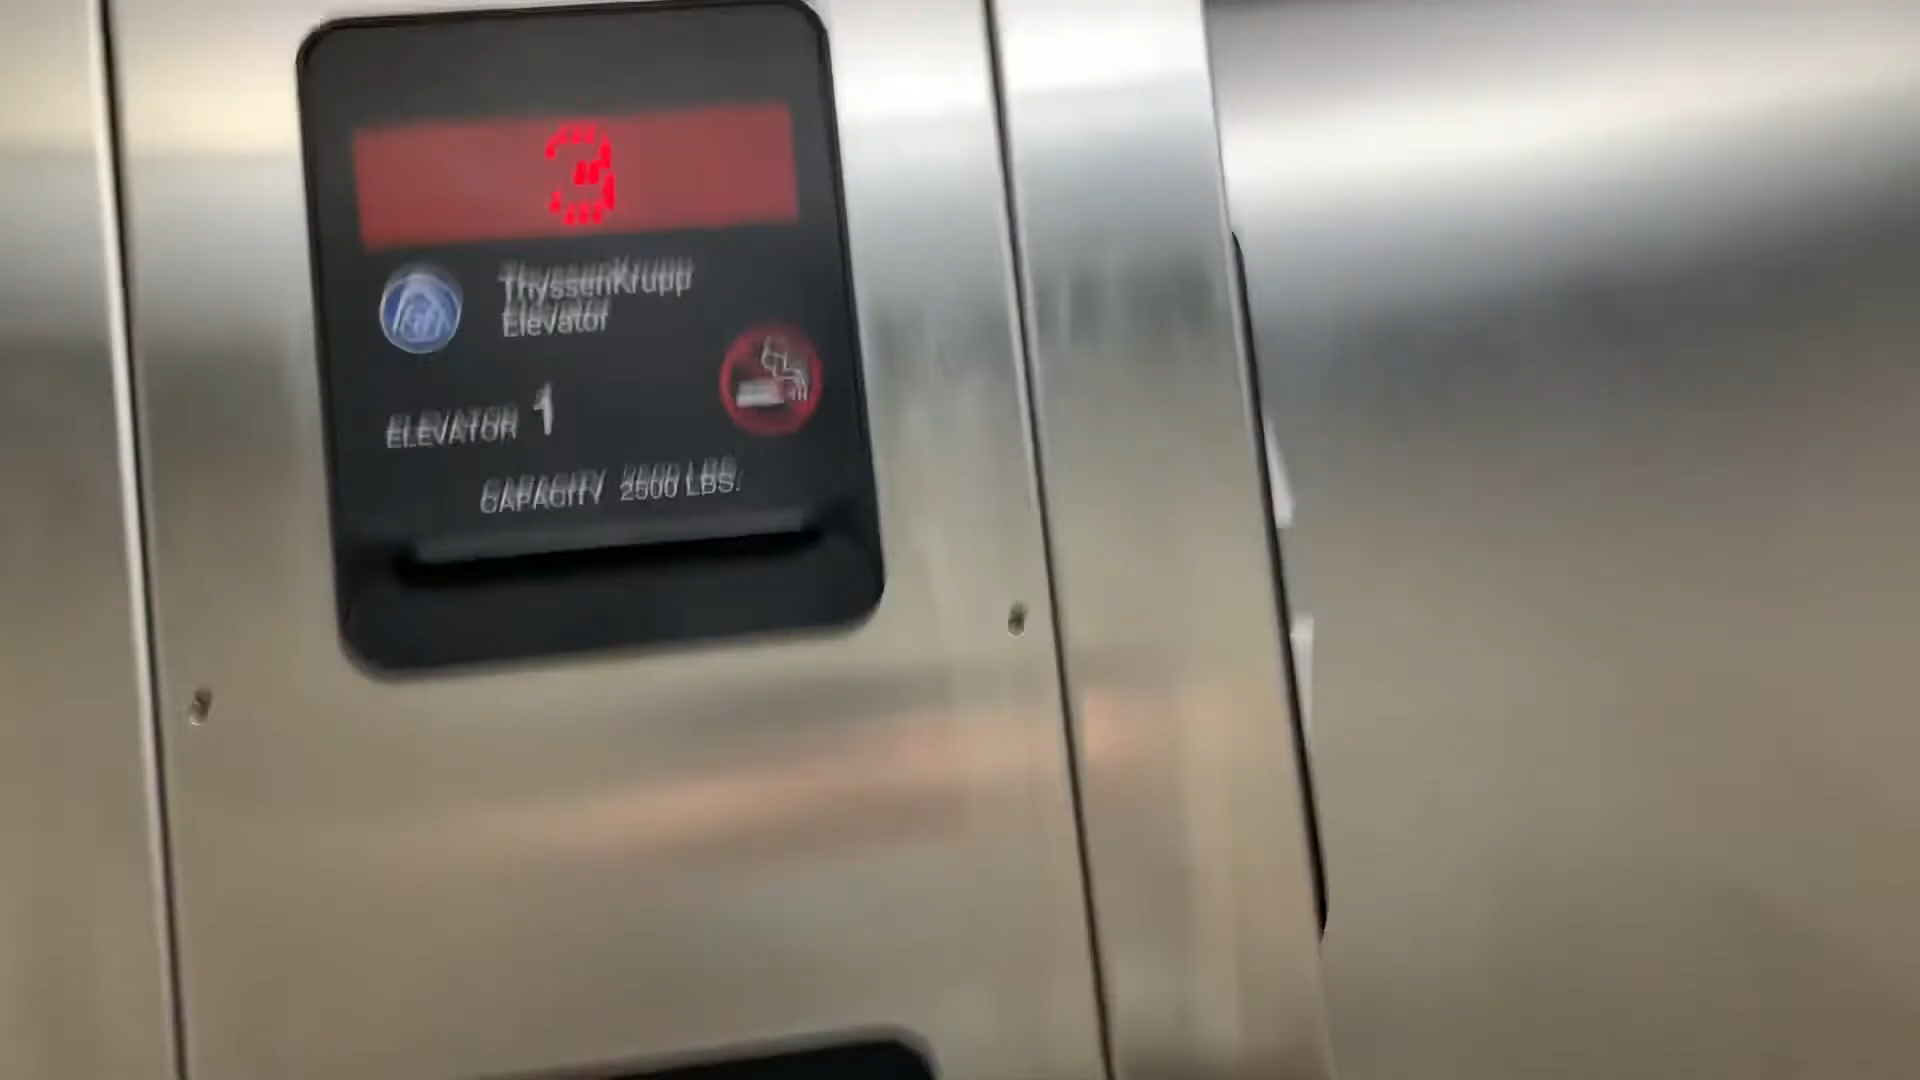 3
ThyssenKrupp
Elevator
ELEVATOR 1
CAPACITY 2500 LBS.